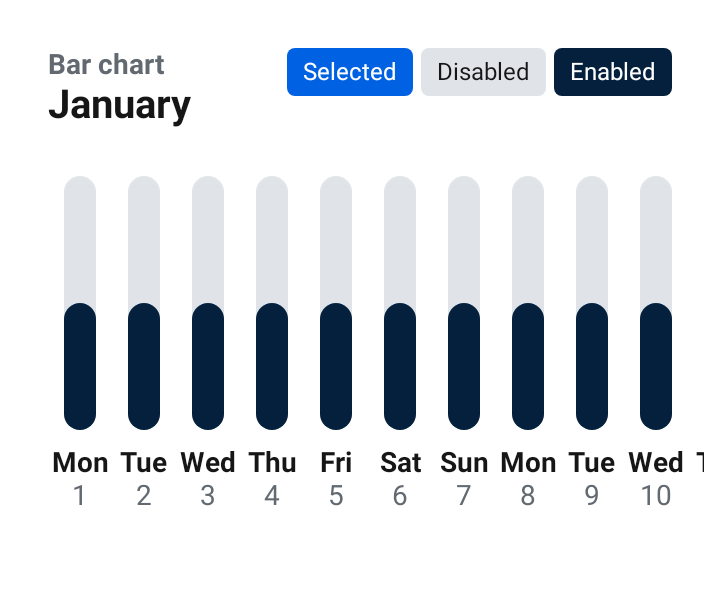 Bar chart
January
Selected Disabled Enabled
Mon Tue Wed Thu Fri Sat Sun Mon Tue Wed
1 2 3 4 5 6 7 8 9 10